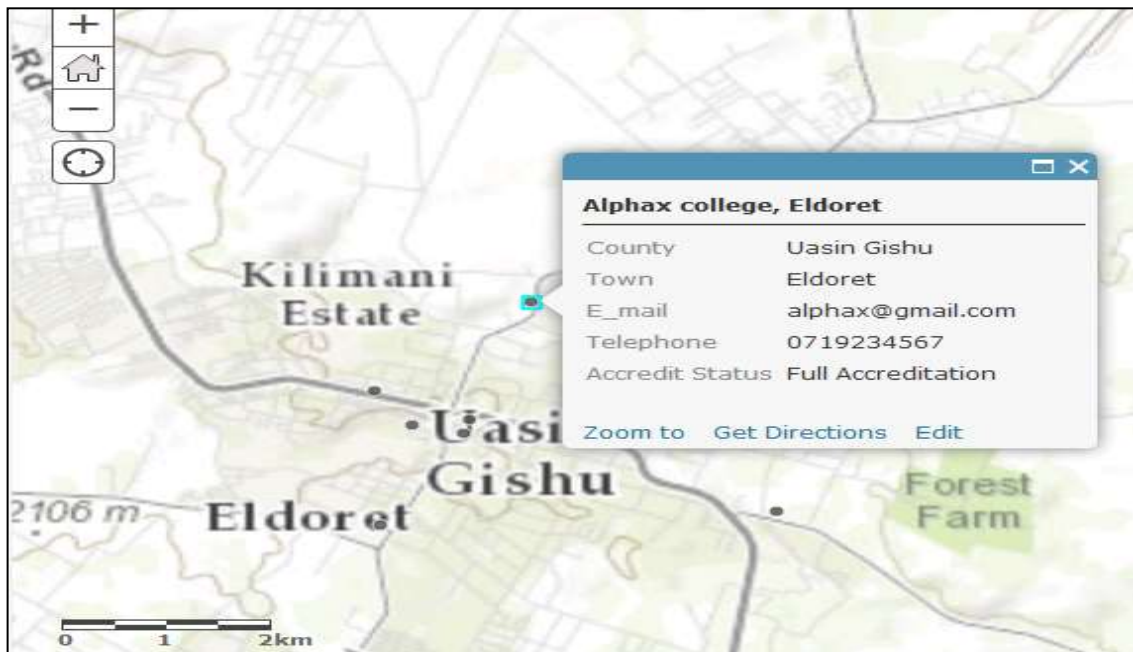 +
Rd
−
Alphax college, Eldoret
County Uasin Gishu
Town Eldoret
E_mail alphax@gmail.com
Telephone 0719234567
Accredit Status Full Accreditation
Zoom to Get Directions Edit
Kilimani
Estate
Uasi
Gishu
Eldoret
2106 m
Forest
Farm
0 1 2km